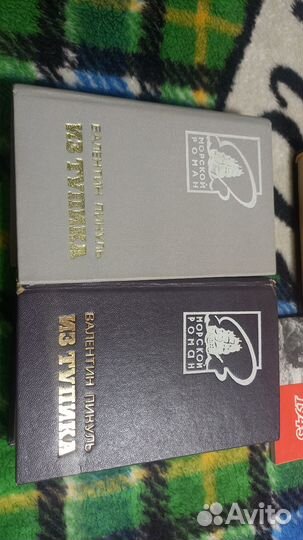 ВАЛЕНТИН ПИКУЛЬ
ИЗ ТУПИКА
МОРСКОЙ
РОМАН
ВАЛЕНТИН ПИКУЛЬ
ИЗ ТУПИКА
МОРСКОЙ
РОМАН
Avito